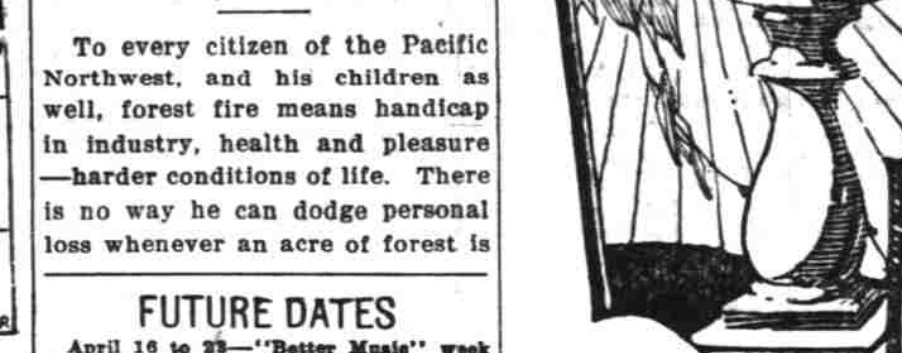 To every citizen of the Pacific
Northwest, and his children as
well, forest fire means handicap
in industry, health and pleasure
—harder conditions of life. There
is no way he can dodge personal
loss whenever an acre of forest is
FUTURE DATES
April 16 to 23—"Better Music" week
R